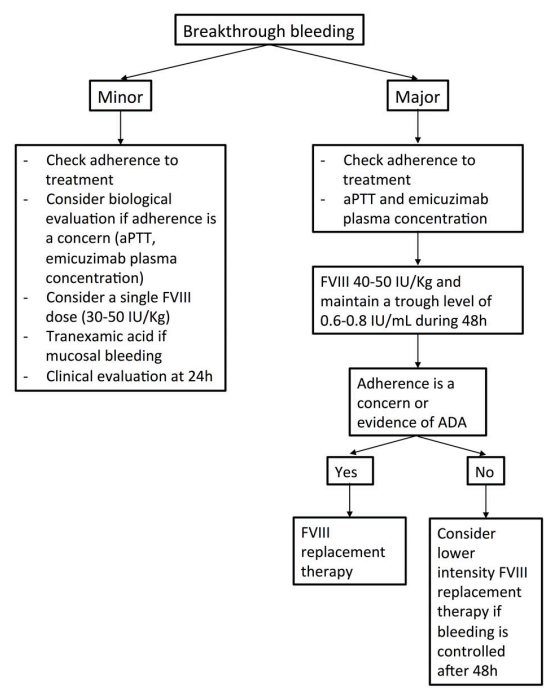 Breakthrough bleeding
Minor
Major
- Check adherence to
treatment
- Consider biological
evaluation if adherence is
a concern (aPTT,
emicuzimab plasma
concentration)
- Consider a single FVIII
dose (30-50 IU/Kg)
- Tranexamic acid if
mucosal bleeding
- Clinical evaluation at 24h
- Check adherence to
treatment
- aPTT and emicuzimab
plasma concentration
FVIII 40-50 IU/Kg and
maintain a trough level of
0.6-0.8 IU/mL during 48h
Adherence is a
concern or
evidence of ADA
Yes
No
FVIII
replacement
therapy
Consider
lower
intensity FVIII
replacement
therapy if
bleeding is
controlled
after 48h